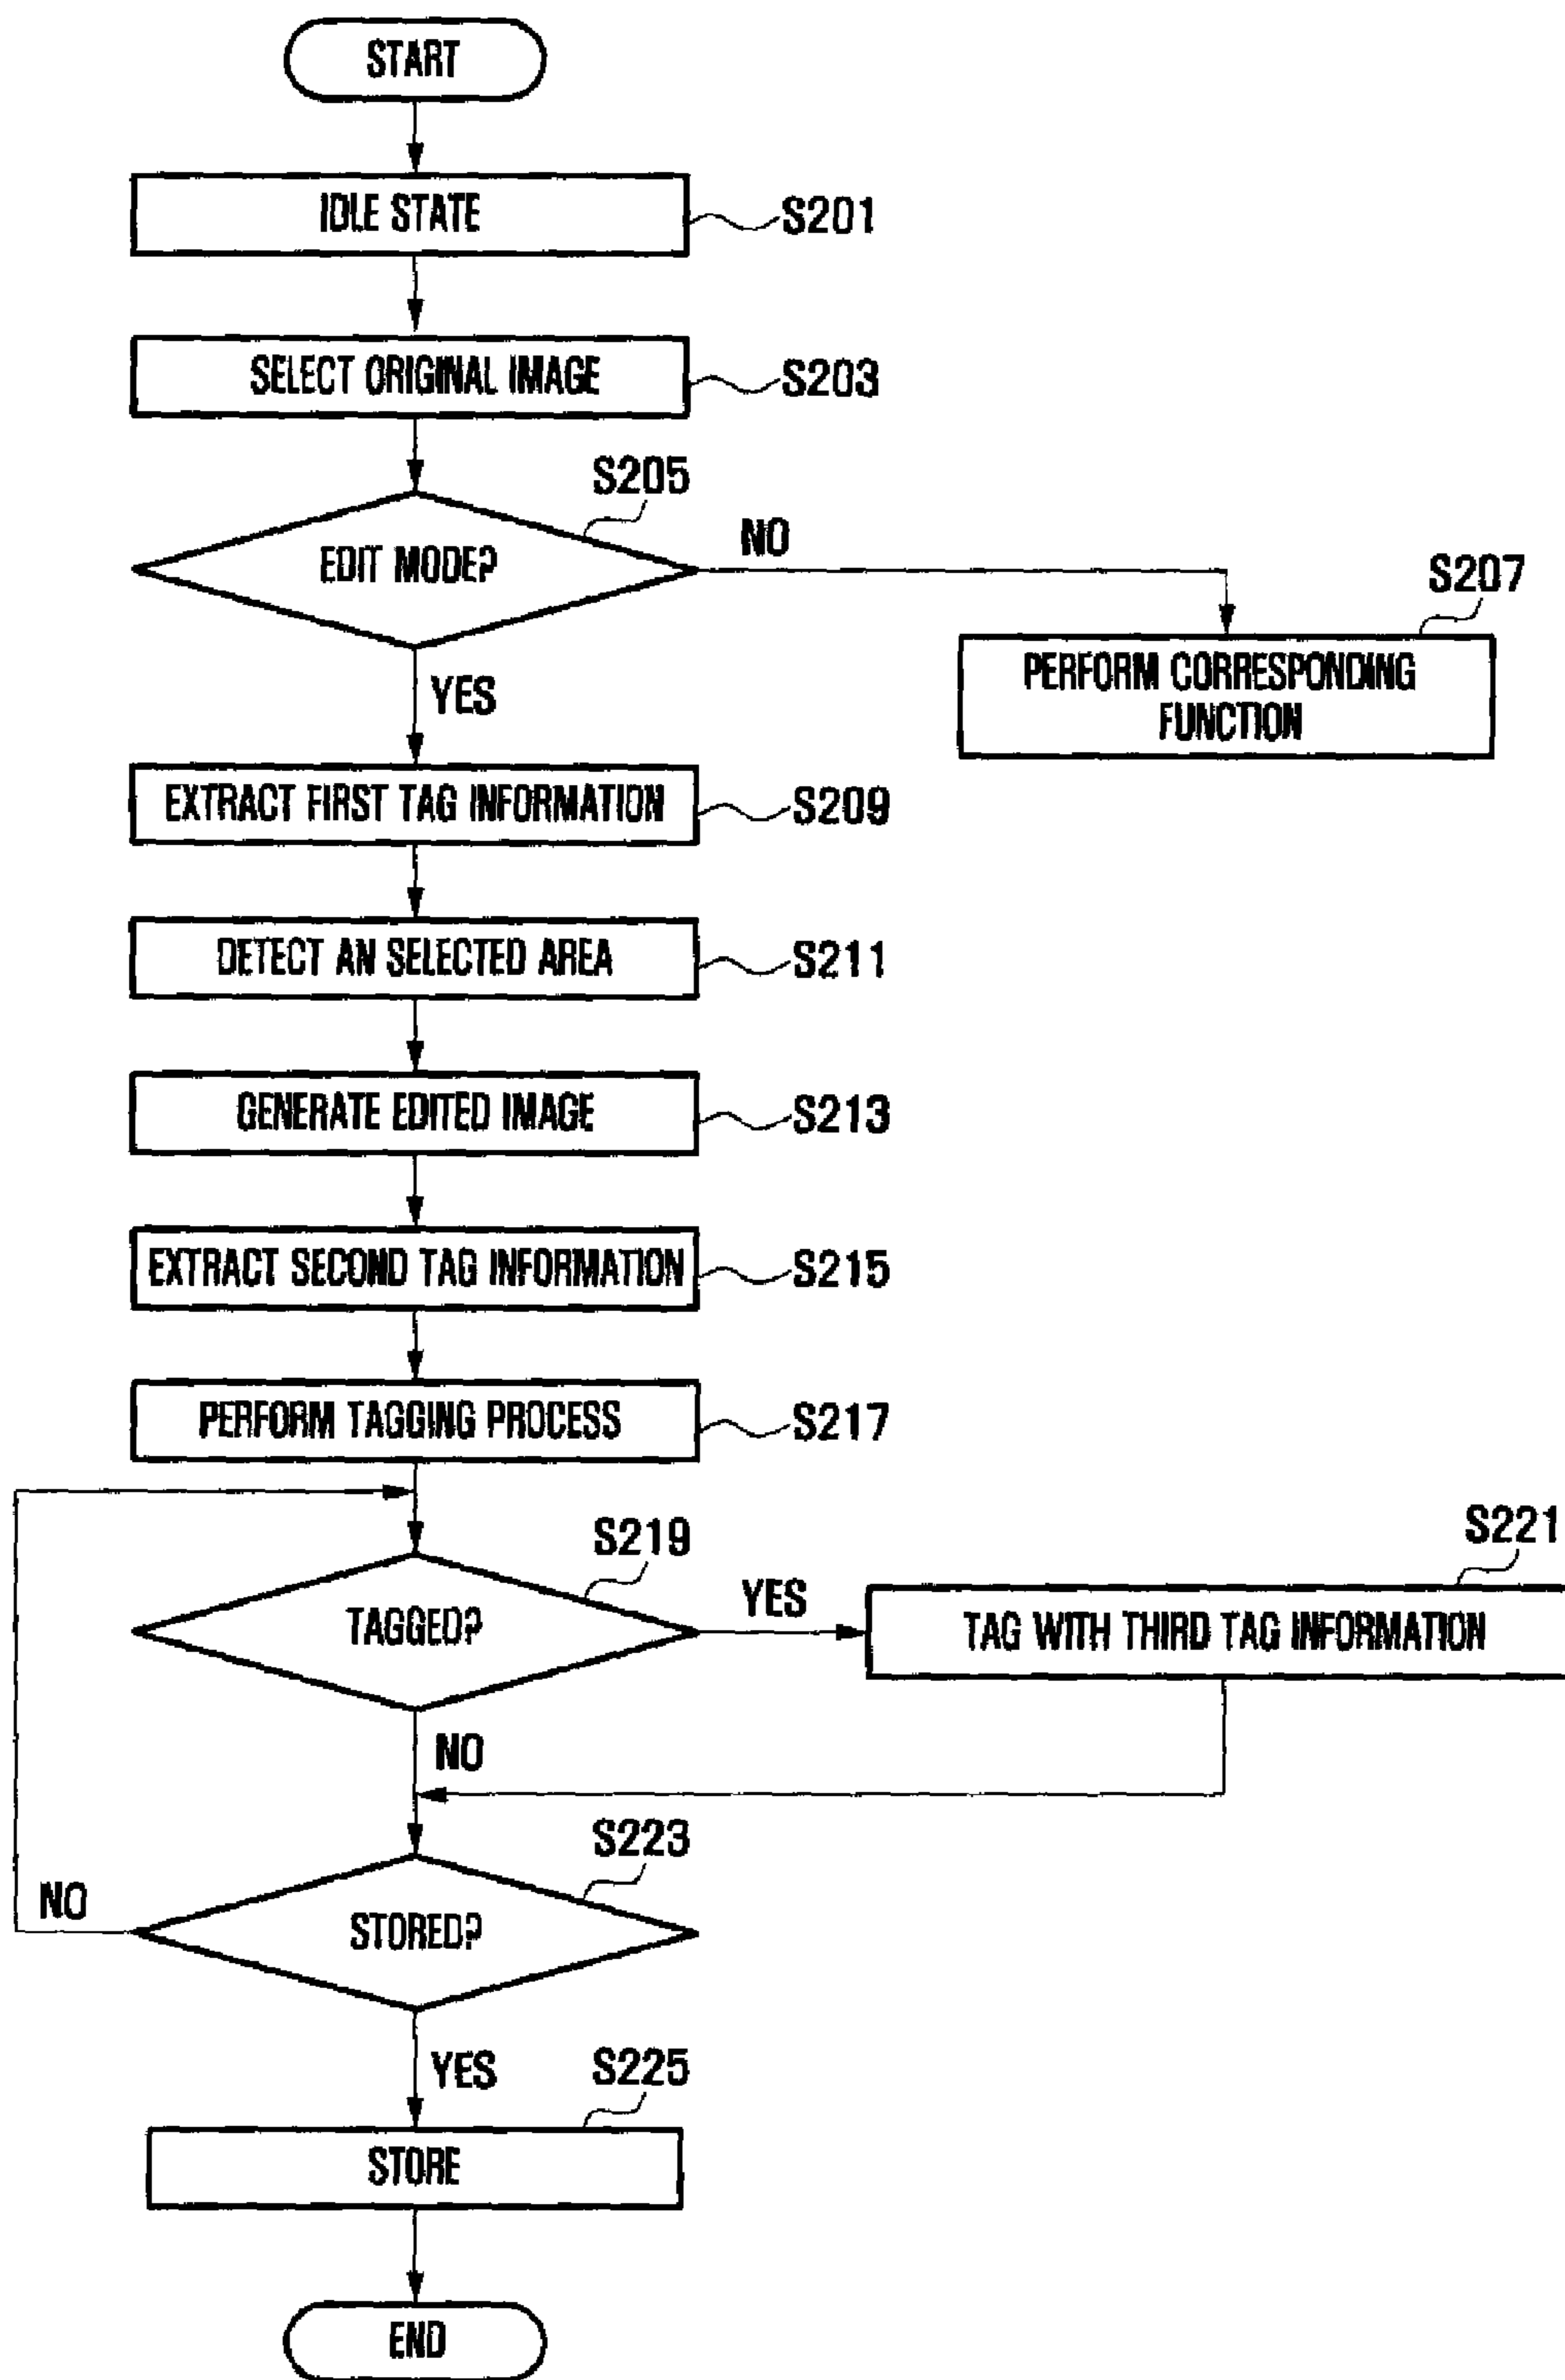 START
IDLE STATE
S201
SELECT ORIGINAL IMAGE
S203
S205
EDIT MODE?
NO
S207
PERFORM CORRESPONDING
FUNCTION
YES
EXTRACT FIRST TAG INFORMATION
S209
DETECT AN SELECTED AREA
S211
GENERATE EDITED IMAGE
S213
EXTRACT SECOND TAG INFORMATION
S215
PERFORM TAGGING PROCESS
S217
S219
TAGGED?
YES
S221
TAG WITH THIRD TAG INFORMATION
NO
S223
STORED?
NO
YES
S225
STORE
END